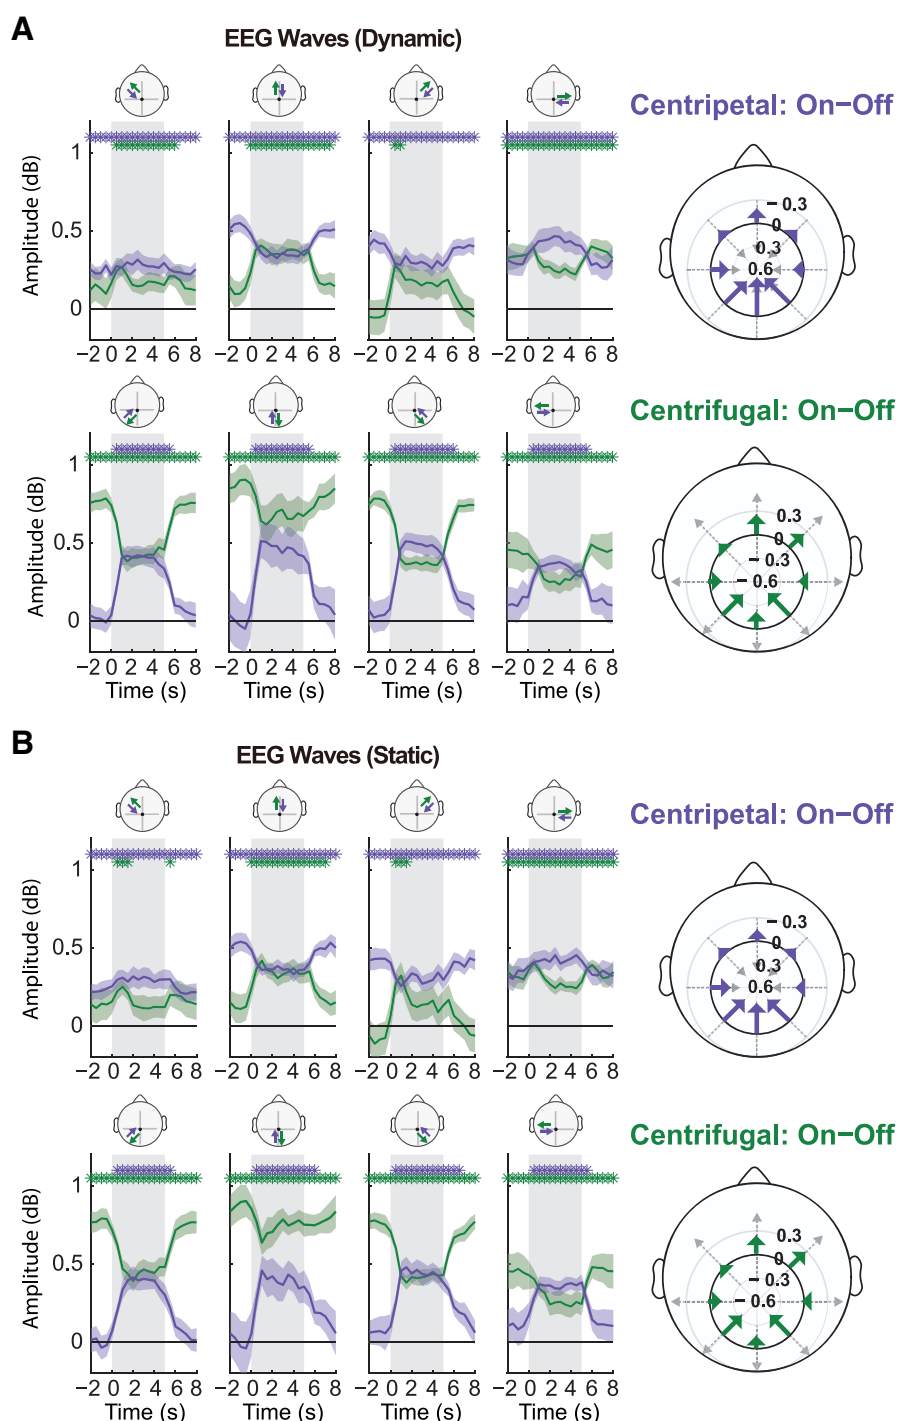 A
EEG Waves (Dynamic)
Centripetal: On−Off
Amplitude (dB)
1
0.5
0
−2 0 2 4 6 8
−2 0 2 4 6 8
−2 0 2 4 6 8
−2 0 2 4 6 8
− 0.3
0
0.3
0.6
Centrifugal: On−Off
Amplitude (dB)
1
0.5
0
−2 0 2 4 6 8
−2 0 2 4 6 8
−2 0 2 4 6 8
−2 0 2 4 6 8
Time (s)
Time (s)
Time (s)
Time (s)
0.3
0
− 0.3
− 0.6
B
EEG Waves (Static)
Centripetal: On−Off
Amplitude (dB)
1
0.5
0
−2 0 2 4 6 8
−2 0 2 4 6 8
−2 0 2 4 6 8
−2 0 2 4 6 8
− 0.3
0
0.3
0.6
Centrifugal: On−Off
Amplitude (dB)
1
0.5
0
−2 0 2 4 6 8
−2 0 2 4 6 8
−2 0 2 4 6 8
−2 0 2 4 6 8
Time (s)
Time (s)
Time (s)
Time (s)
0.3
0
− 0.3
− 0.6